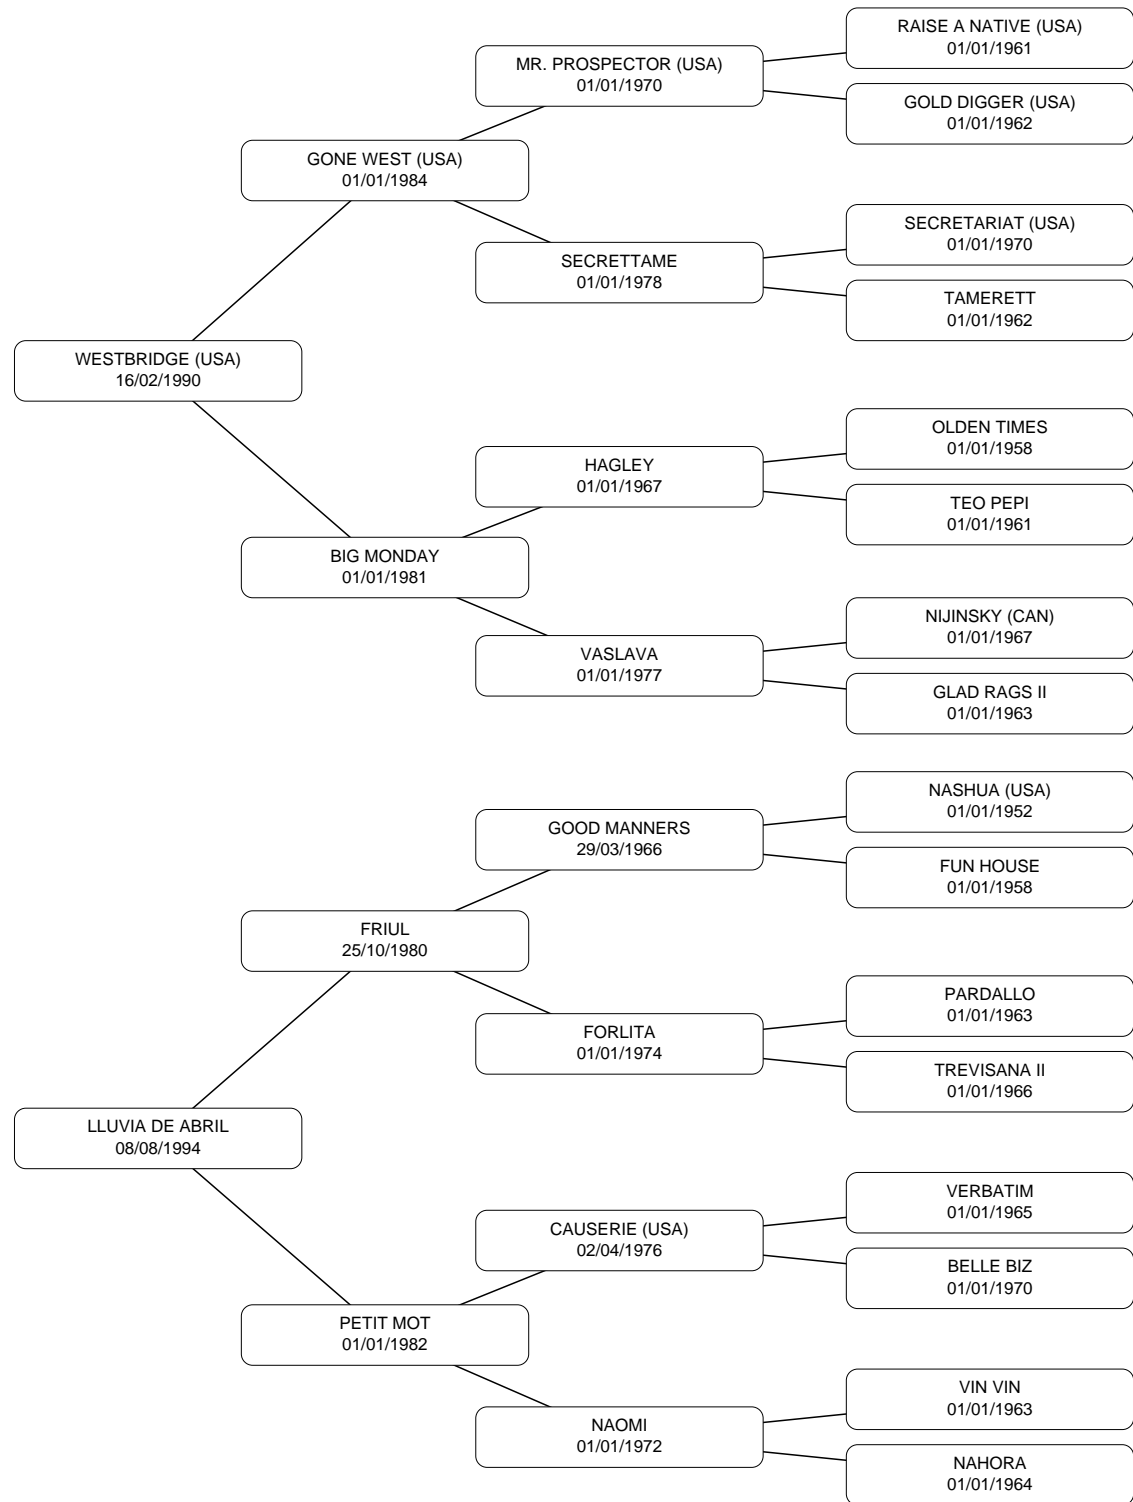 RAISE A NATIVE (USA)
01/01/1961
MR. PROSPECTOR (USA)
01/01/1970
GOLD DIGGER (USA)
01/01/1962
GONE WEST (USA)
01/01/1984
SECRETARIAT (USA)
01/01/1970
SECRETTAME
01/01/1978
TAMERETT
01/01/1962
WESTBRIDGE (USA)
16/02/1990
OLDEN TIMES
01/01/1958
HAGLEY
01/01/1967
TEO PEPI
01/01/1961
BIG MONDAY
01/01/1981
NIJINSKY (CAN)
01/01/1967
VASLAVA
01/01/1977
GLAD RAGS II
01/01/1963
NASHUA (USA)
01/01/1952
GOOD MANNERS
29/03/1966
FUN HOUSE
01/01/1958
FRIUL
25/10/1980
PARDALLO
01/01/1963
FORLITA
01/01/1974
TREVISANA II
01/01/1966
LLUVIA DE ABRIL
08/08/1994
VERBATIM
01/01/1965
CAUSERIE (USA)
02/04/1976
BELLE BIZ
01/01/1970
PETIT MOT
01/01/1982
VIN VIN
01/01/1963
NAOMI
01/01/1972
NAHORA
01/01/1964